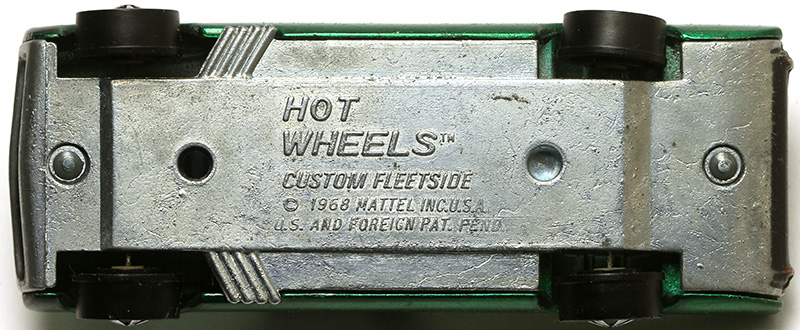 HOT
WHEELS™
CUSTOM FLEETSIDE
© 1968 MATTEL INC. U.S.A.
U.S. AND FOREIGN PAT. PEND.